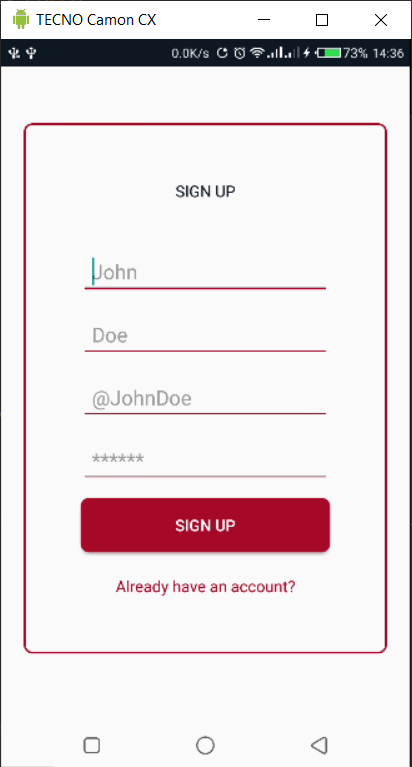 TECNO Camon CX
0.0K/s 73% 14:36
SIGN UP
John
Doe
@JohnDoe
******
SIGN UP
Already have an account?